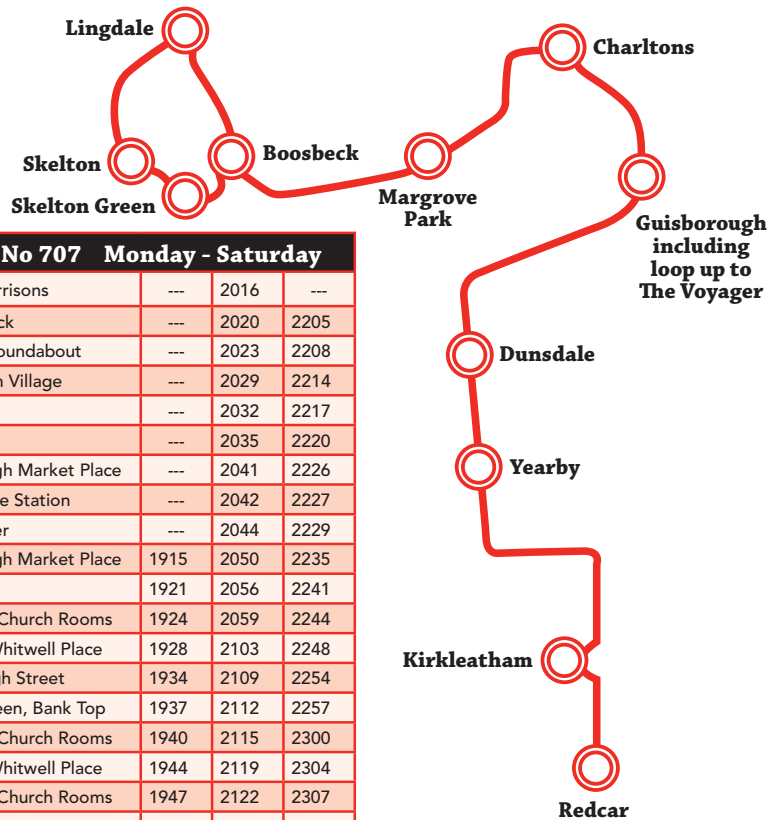 Lingdale
Charltons
Boosbeck
Skelton
Skelton Green
Margrove
Park
Guisborough
including
loop up to
The Voyager
No 707 Monday - Saturday
rrisons --- 2016 ---
ck --- 2020 2205
oundabout --- 2023 2208
n Village --- 2029 2214
--- 2032 2217
--- 2035 2220
gh Market Place --- 2041 2226
e Station --- 2042 2227
er --- 2044 2229
gh Market Place 1915 2050 2235
1921 2056 2241
Church Rooms 1924 2059 2244
Whitwell Place 1928 2103 2248
gh Street 1934 2109 2254
een, Bank Top 1937 2112 2257
Church Rooms 1940 2115 2300
Whitwell Place 1944 2119 2304
Church Rooms 1947 2122 2307
Dunsdale
Yearby
Kirkleatham
Redcar